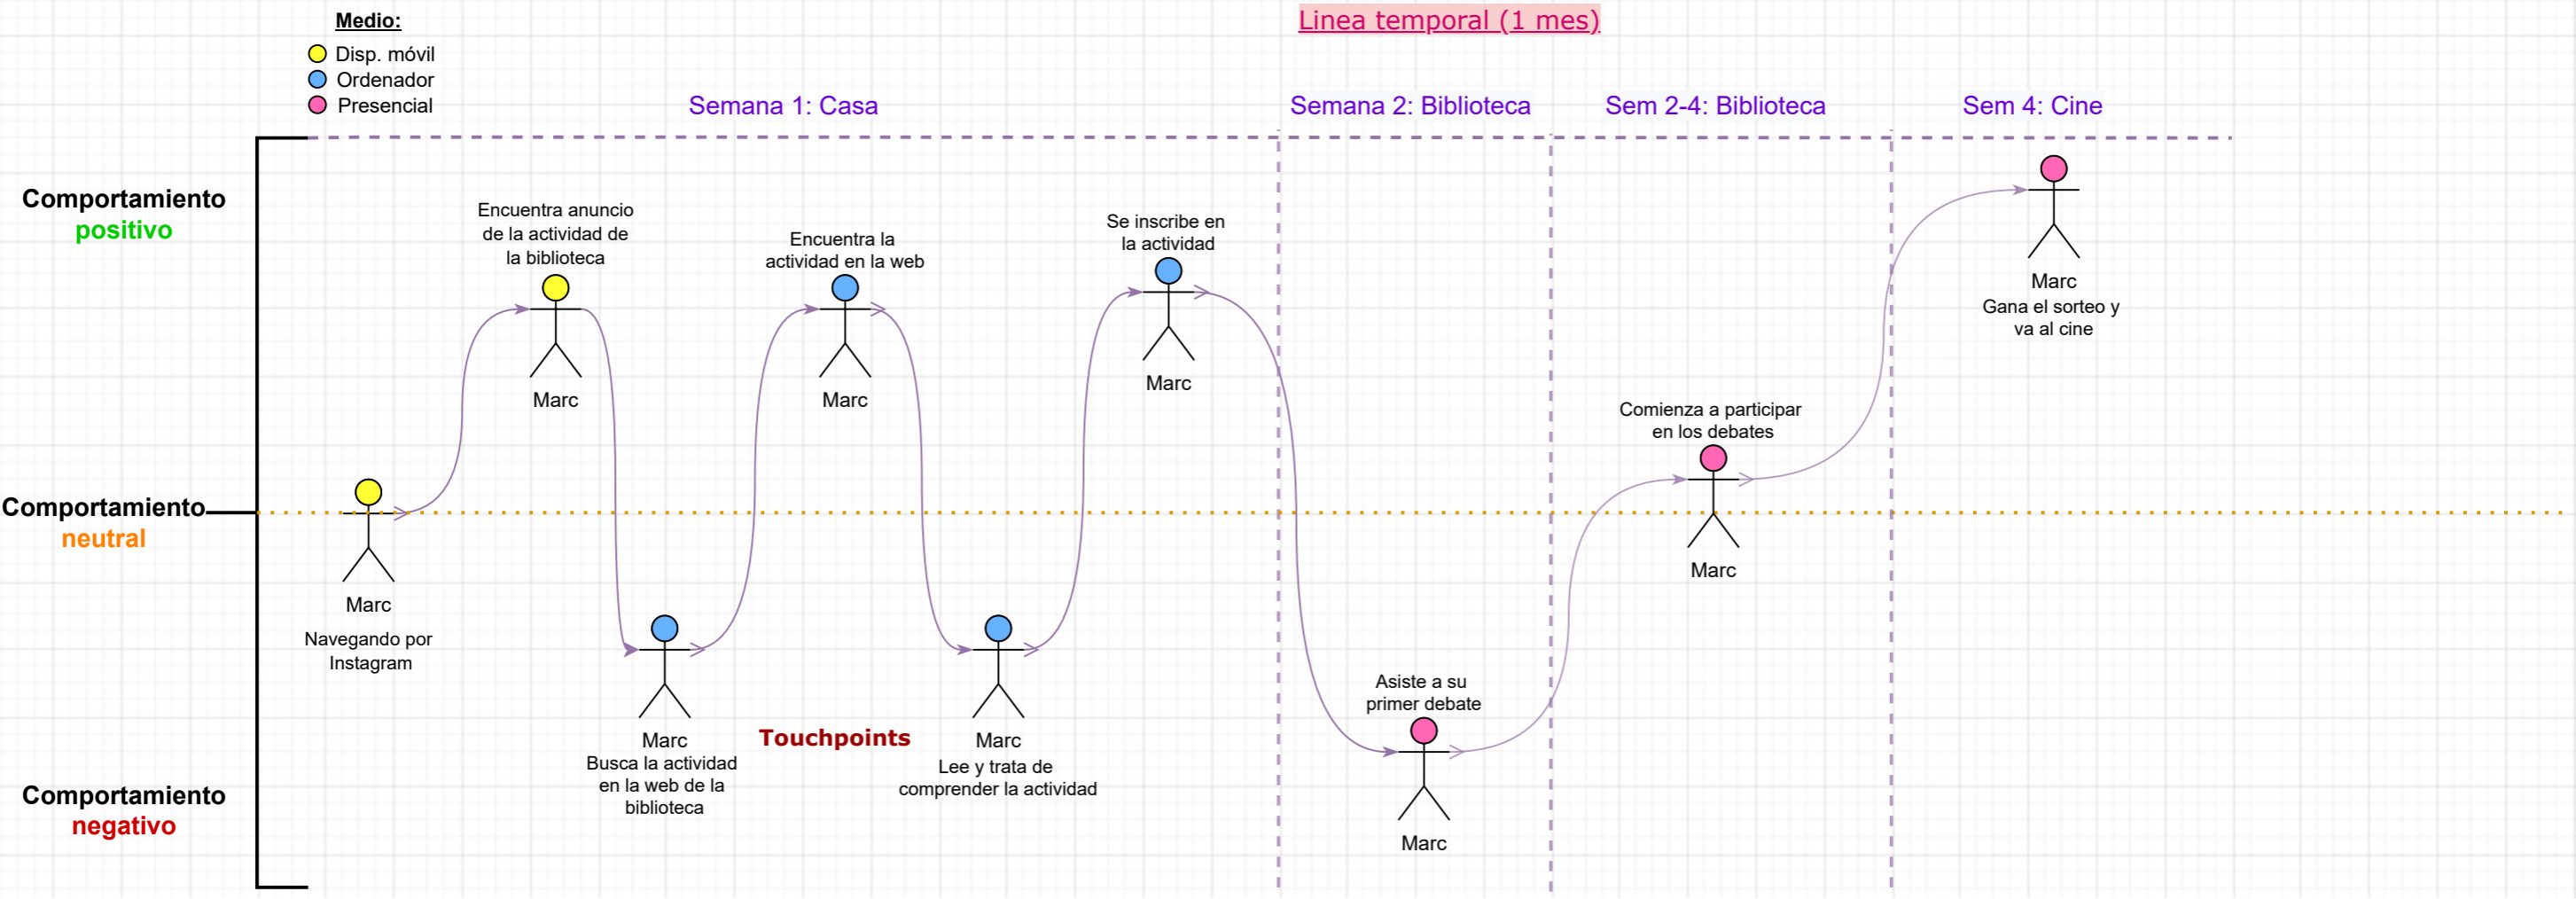 Medio:
Disp. móvil
Ordenador
Presencial
Linea temporal (1 mes)
Semana 1: Casa
Semana 2: Biblioteca
Sem 2-4: Biblioteca
Sem 4: Cine
Comportamiento
positivo
Comportamiento
neutral
Comportamiento
negativo
Marc
Navegando por
Instagram
Encuentra anuncio
de la actividad de
la biblioteca
Marc
Marc
Busca la actividad
en la web de la
biblioteca
Encuentra la
actividad en la web
Marc
Touchpoints
Marc
Lee y trata de
comprender la actividad
Se inscribe en
la actividad
Marc
Asiste a su
primer debate
Marc
Comienza a participar
en los debates
Marc
Marc
Gana el sorteo y
va al cine